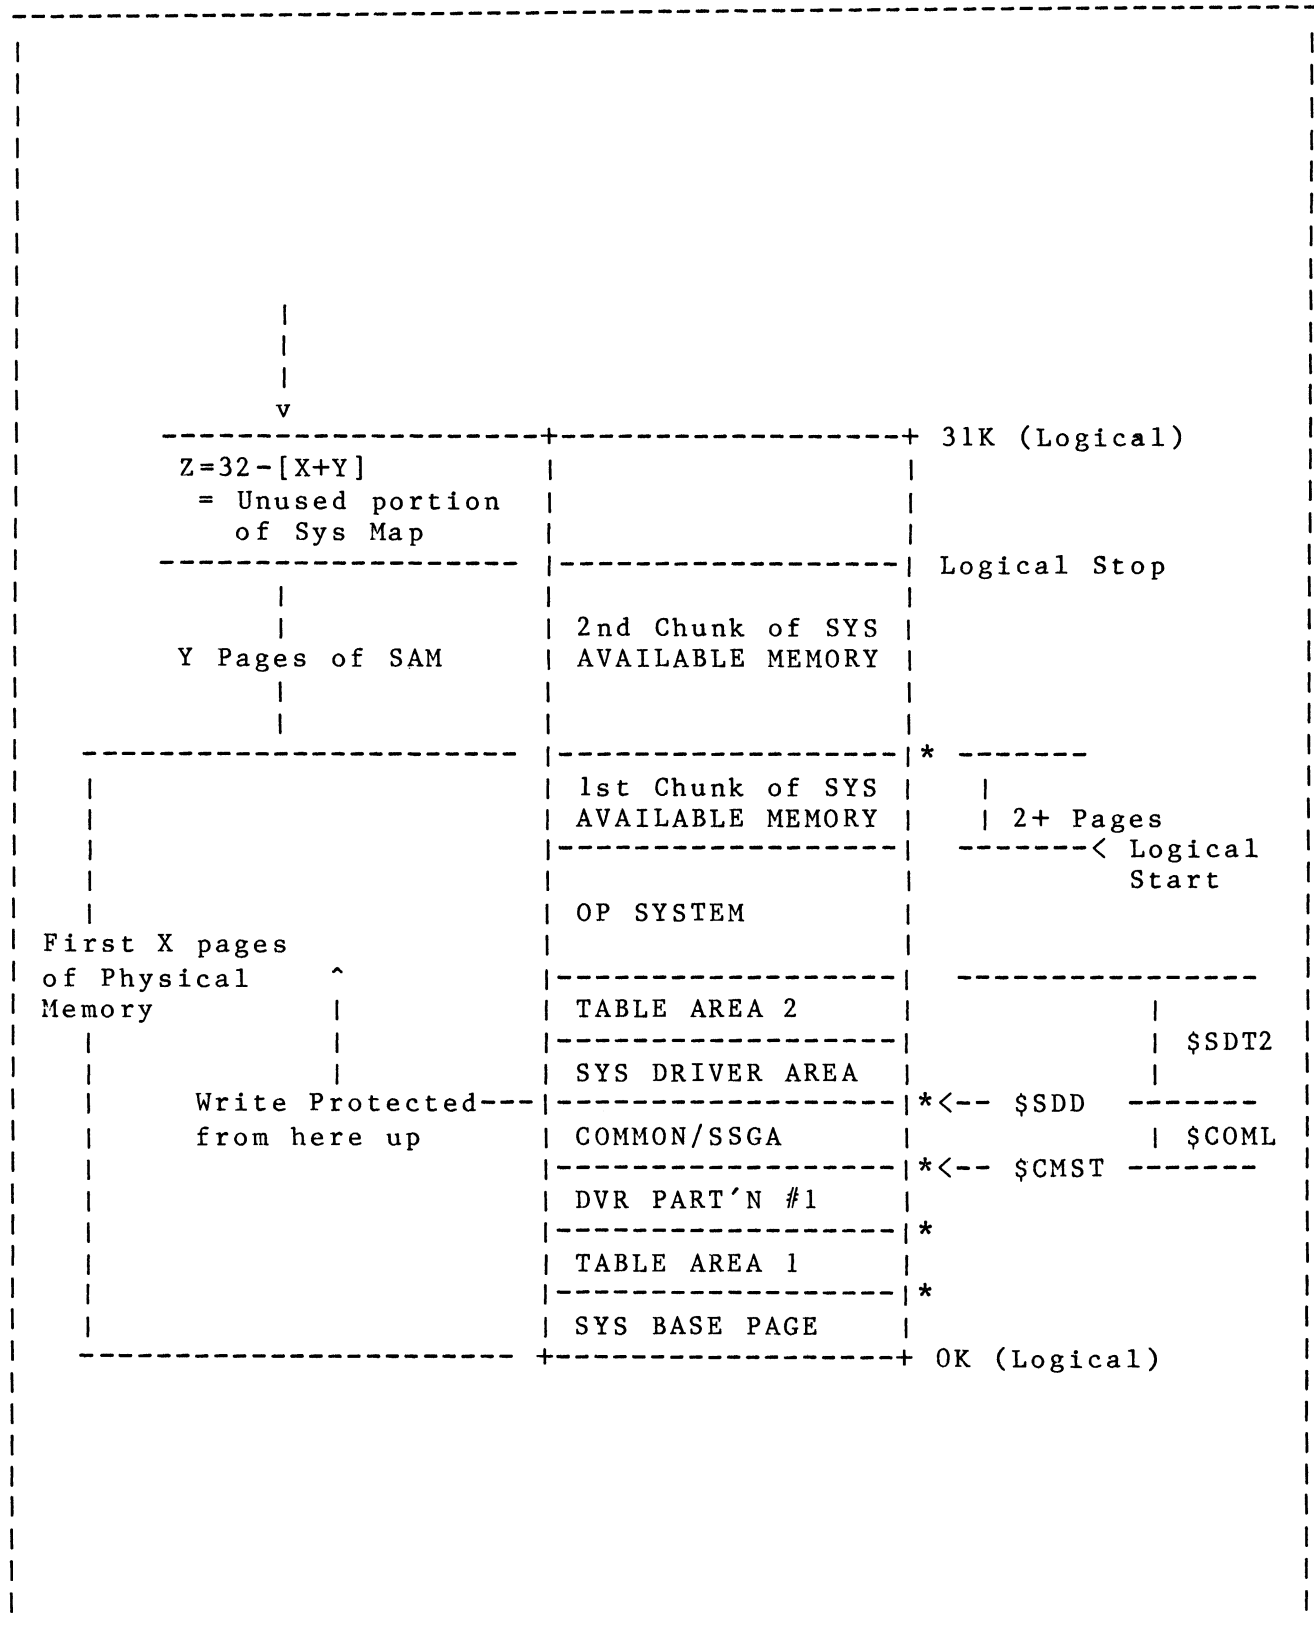 31K (Logical)
Z=32-[X+Y]
= Unused portion
of Sys Map
Logical Stop
2nd Chunk of SYS
Y Pages of SAM AVAILABLE MEMORY
*
1st Chunk of SYS
AVAILABLE MEMORY 2+ Pages
< Logical
Start
OP SYSTEM
First X pages
of Physical
Memory TABLE AREA 2
$SDT2
SYS DRIVER AREA
Write Protected--- *<-- $SDD
from here up COMMON/SSGA $COML
*<-- $CMST
DVR PART'N #1
*
TABLE AREA 1
*
SYS BASE PAGE
0K (Logical)